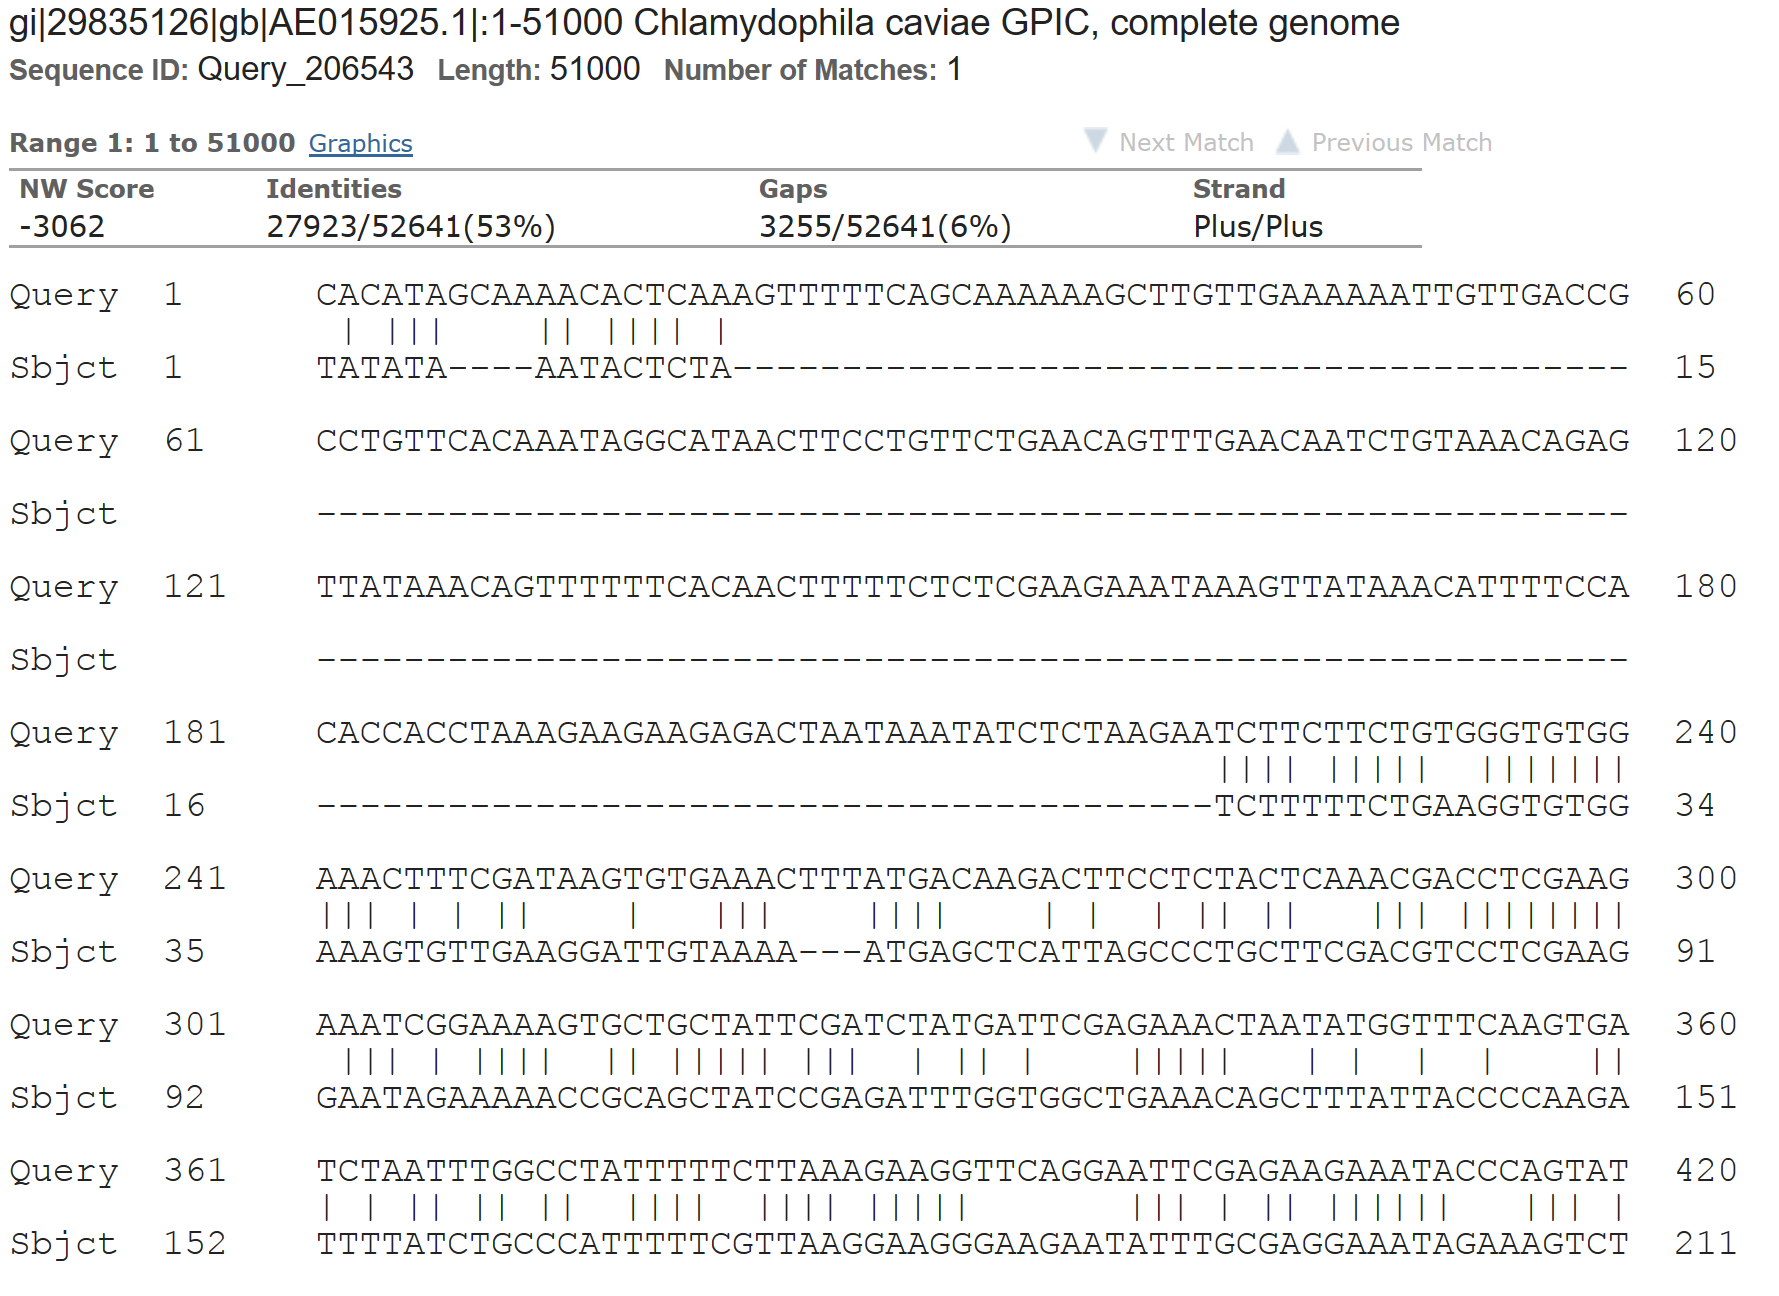 gi|29835126|gb|AE015925.1|:1-51000 Chlamydophila caviae GPIC, complete genome
Sequence ID: Query_206543 Length: 51000 Number of Matches: 1
Range 1: 1 to 51000 Graphics Next Match Previous Match
NW Score Identities Gaps Strand
-3062 27923/52641(53%) 3255/52641(6%) Plus/Plus
Query 1 CACATAGCAAAACACTCAAAGTTTTTCAGCAAAAAAGCTTGTTGAAAAAATTGTTGACCG 60
Sbjct 1 TATATA----AATACTCTA----------------------------------------- 15
Query 61 CCTGTTCACAAATAGGCATAACTTCCTGTTCTGAACAGTTTGAACAATCTGTAAACAGAG 120
Sbjct ------------------------------------------------------------
Query 121 TTATAAACAGTTTTTTCACAACTTTTTCTCTCGAAGAAATAAAGTTATAAACATTTTCCA 180
Sbjct ------------------------------------------------------------
Query 181 CACCACCTAAAGAAGAAGAGACTAATAAATATCTCTAAGAATCTTCTTCTGTGGGTGTGG 240
Sbjct 16 -----------------------------------------TCTTTTTCTGAAGGTGTGG 34
Query 241 AAACTTTCGATAAGTGTGAAACTTTATGACAAGACTTCCTCTACTCAAACGACCTCGAAG 300
Sbjct 35 AAAGTGTTGAAGGATTGTAAAA---ATGAGCTCATTAGCCCTGCTTCGACGTCCTCGAAG 91
Query 301 AAATCGGAAAAGTGCTGCTATTCGATCTATGATTCGAGAAACTAATATGGTTTCAAGTGA 360
Sbjct 92 GAATAGAAAAACCGCAGCTATCCGAGATTTGGTGGCTGAAACAGCTTTATTACCCCAAGA 151
Query 361 TCTAATTTGGCCTATTTTTCTTAAAGAAGGTTCAGGAATTCGAGAAGAAATACCCAGTAT 420
Sbjct 152 TTTTATCTGCCCATTTTTCGTTAAGGAAGGGAAGAATATTTGCGAGGAAATAGAAAGTCT 211